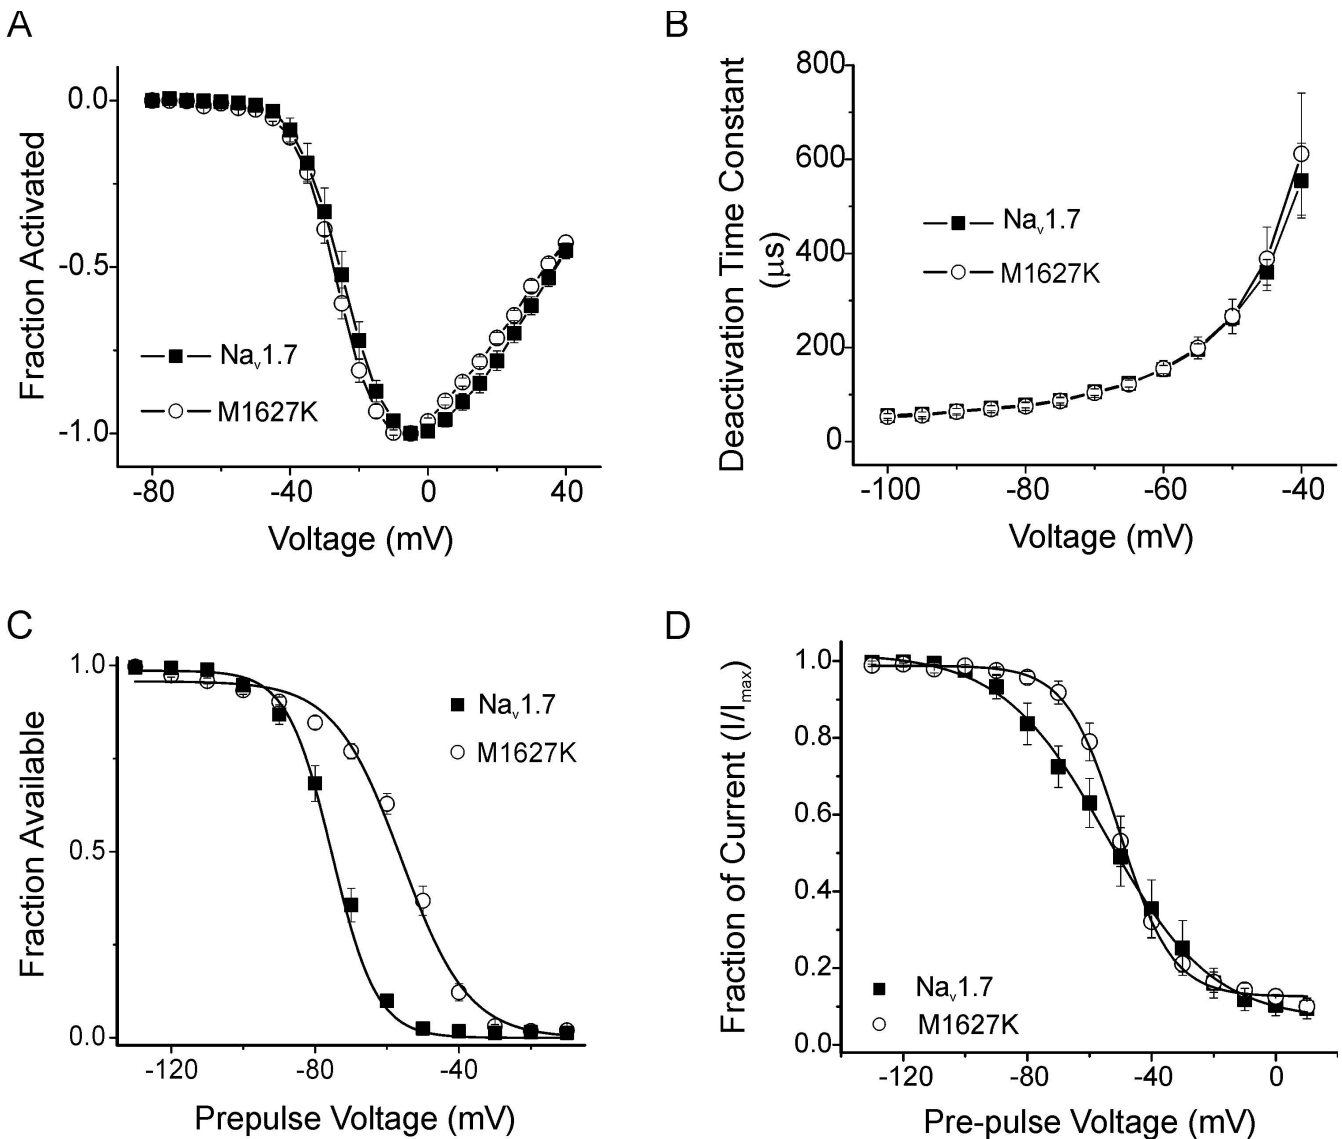 A
0.0
-0.5
-1.0
Fraction Activated
Nav1.7
M1627K
-80
-40
0
40
Voltage (mV)
B
800
600
400
200
0
Deactivation Time Constant
(μs)
Nav1.7
M1627K
-100
-80
-60
-40
Voltage (mV)
C
1.0
0.5
0.0
Fraction Available
Nav1.7
M1627K
-120
-80
-40
Prepulse Voltage (mV)
D
1.0
0.8
0.6
0.4
0.2
0.0
Fraction of Current (I/Imax)
Nav1.7
M1627K
-120
-80
-40
0
Pre-pulse Voltage (mV)